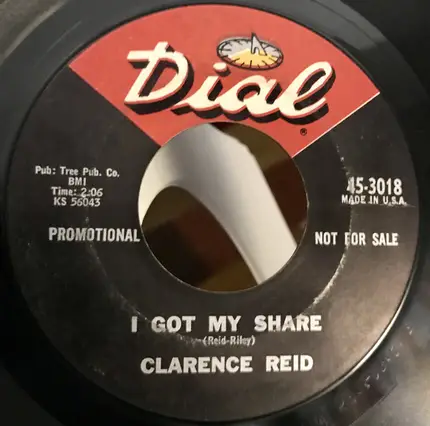 Dial
®
Pub: Tree Pub. Co.
BMI
Time: 2:06
KS 56043
45-3018
MADE IN U.S.A.
PROMOTIONAL
NOT FOR SALE
I GOT MY SHARE
(Reid-Riley)
CLARENCE REID